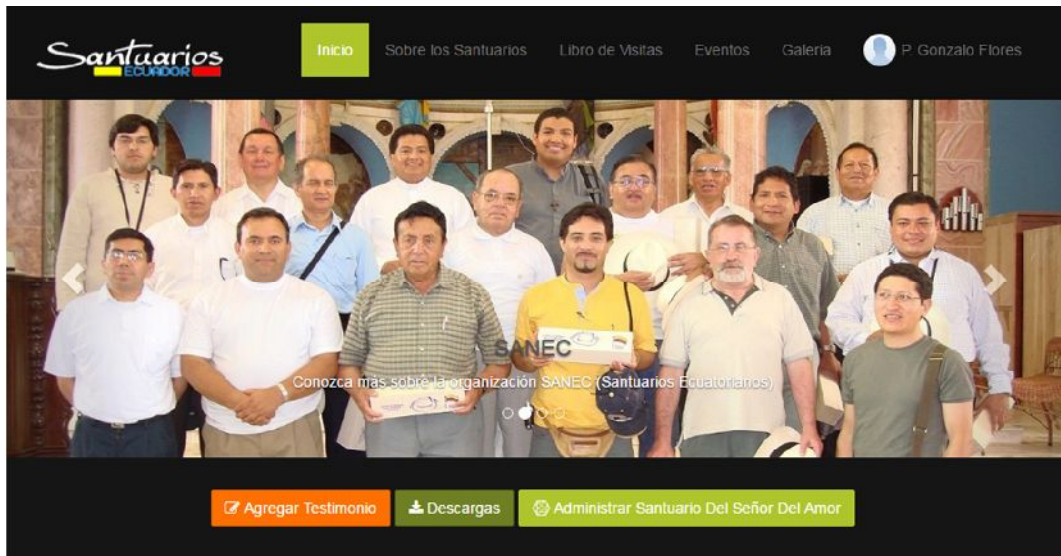 Santuarios
ECUADOR
Inicio
Sobre los Santuarios
Libro de Visitas
Eventos
Galería
P. Gonzalo Flores
SANEC
Conozca más sobre la organización SANEC (Santuarios Ecuatorianos)
Agregar Testimonio
Descargas
Administrar Santuario Del Señor Del Amor